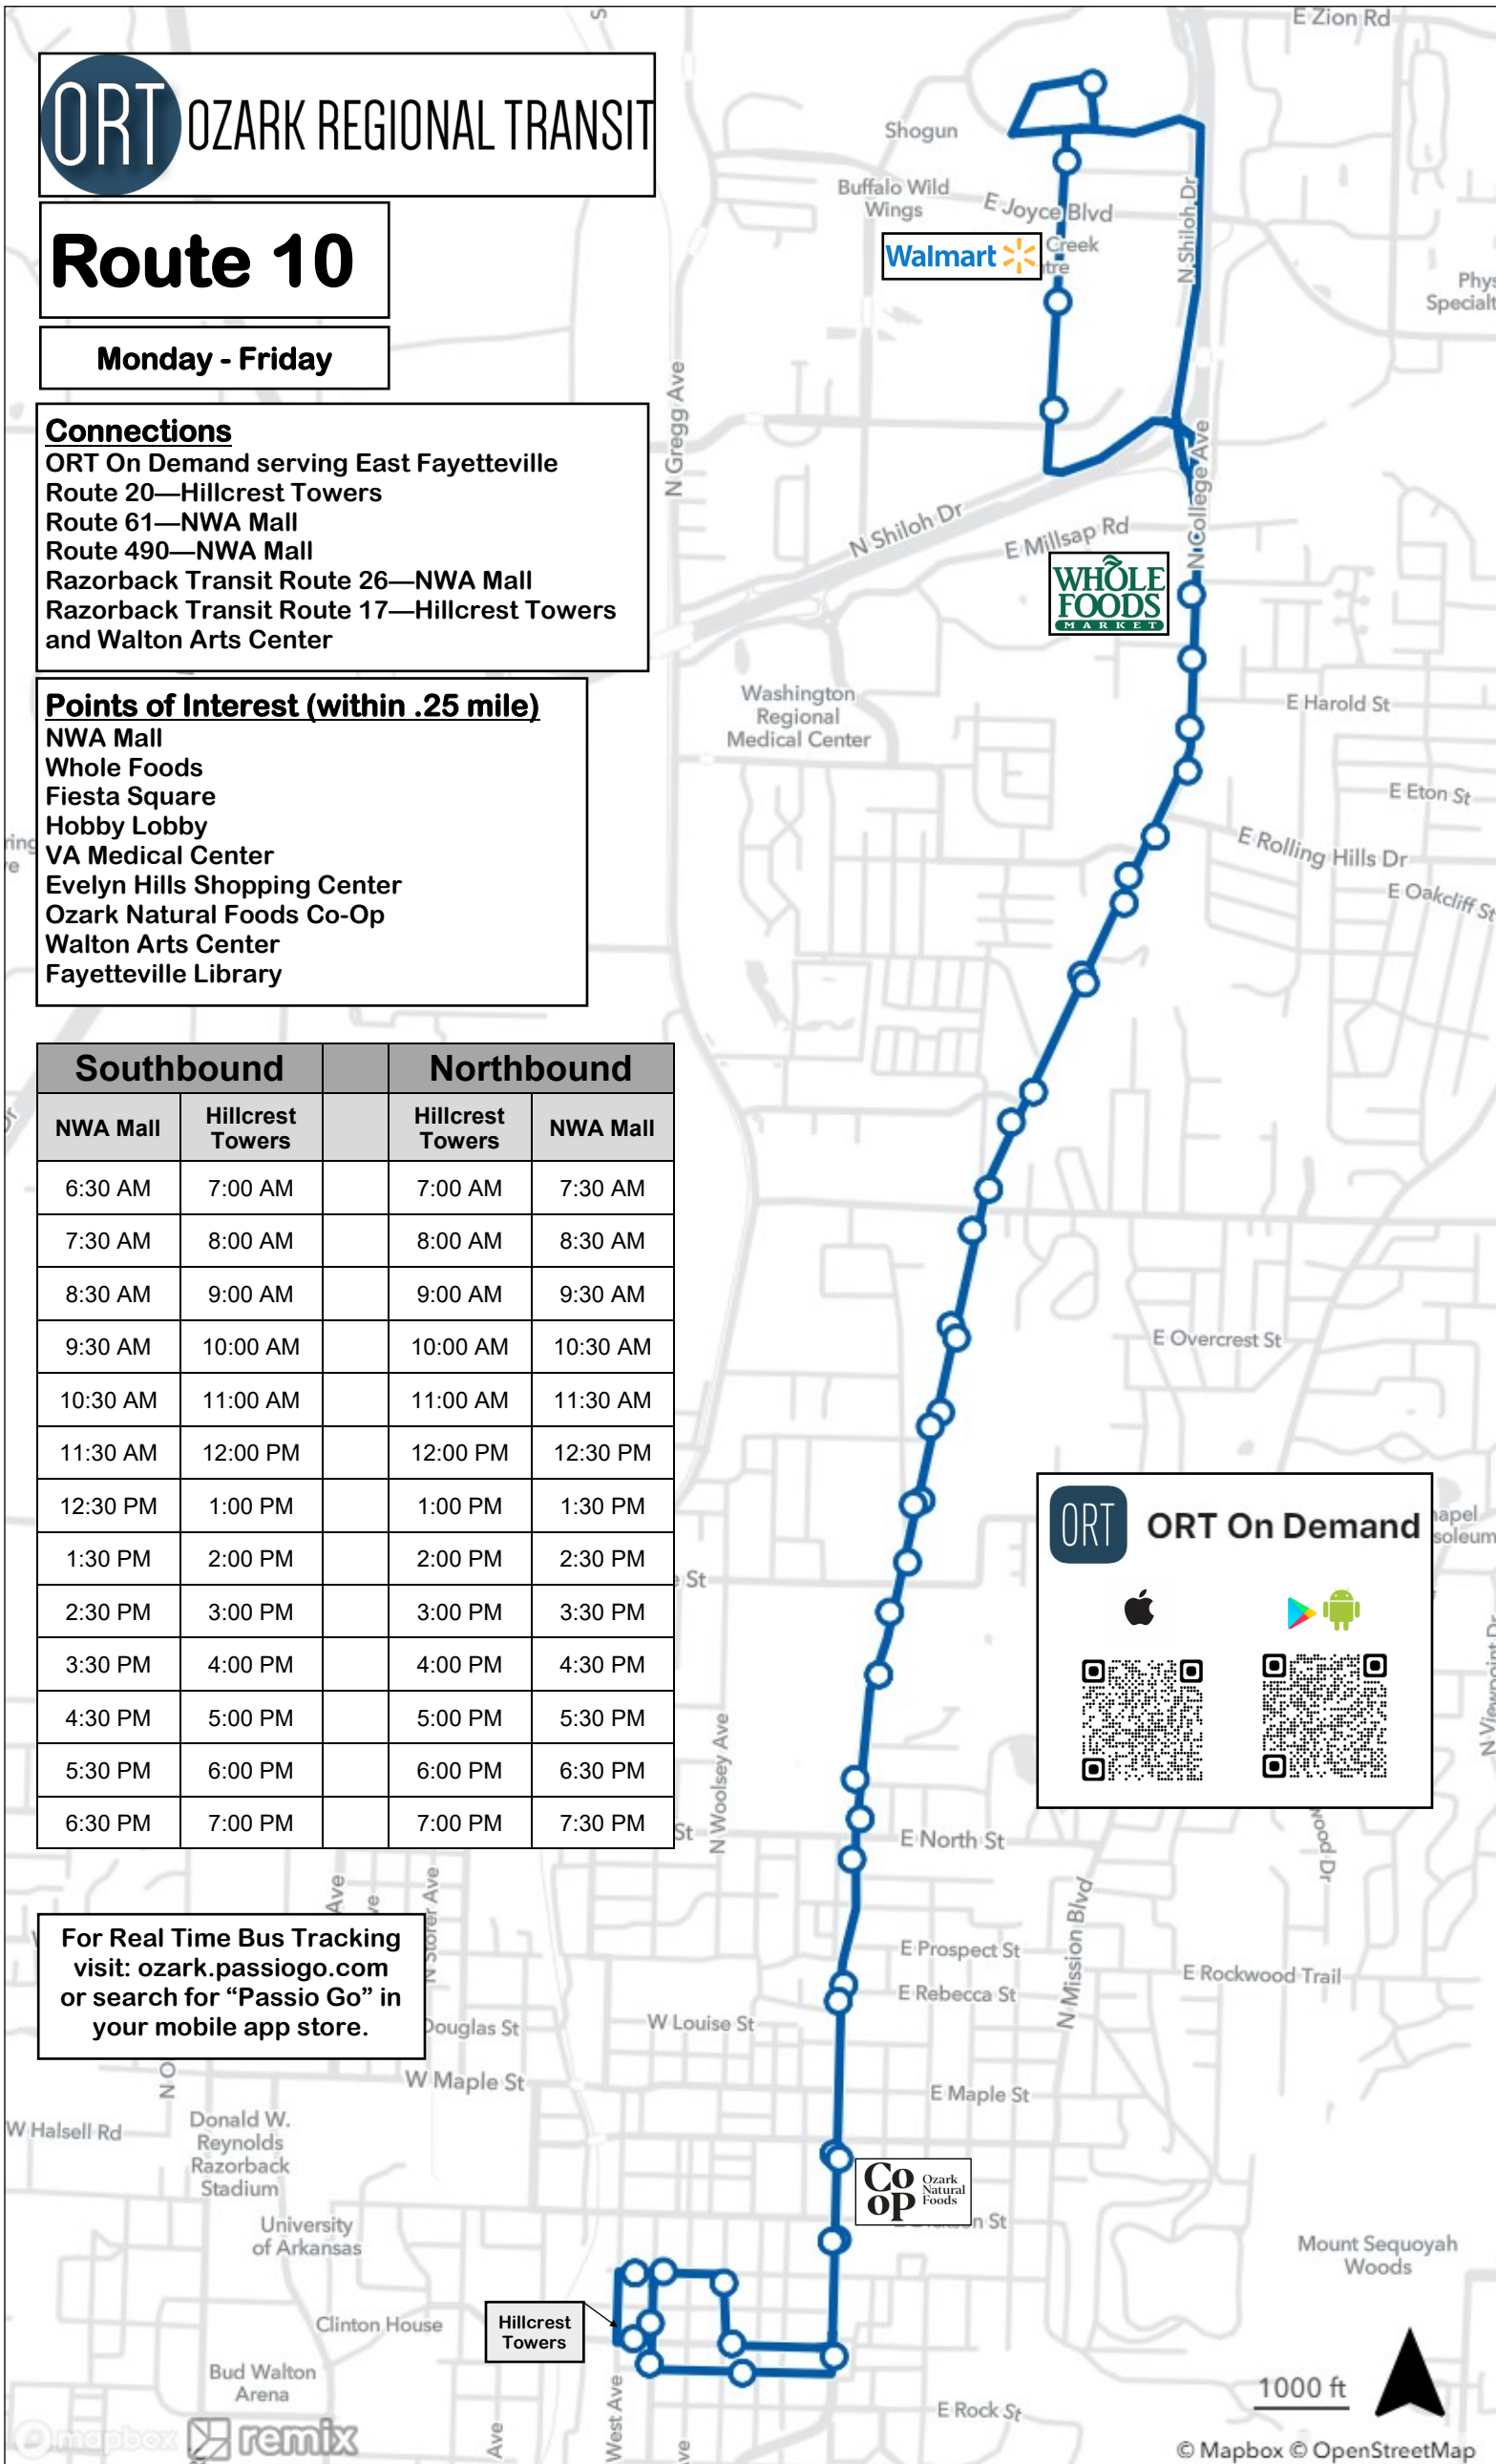 ORT OZARK REGIONAL TRANSIT
Route 10
Monday - Friday
Connections
ORT On Demand serving East Fayetteville
Route 20—Hillcrest Towers
Route 61—NWA Mall
Route 490—NWA Mall
Razorback Transit Route 26—NWA Mall
Razorback Transit Route 17—Hillcrest Towers
and Walton Arts Center
Points of Interest (within .25 mile)
NWA Mall
Whole Foods
Fiesta Square
Hobby Lobby
VA Medical Center
Evelyn Hills Shopping Center
Ozark Natural Foods Co-Op
Walton Arts Center
Fayetteville Library
Southbound Northbound
NWA Mall Hillcrest Towers Hillcrest Towers NWA Mall
6:30 AM 7:00 AM 7:00 AM 7:30 AM
7:30 AM 8:00 AM 8:00 AM 8:30 AM
8:30 AM 9:00 AM 9:00 AM 9:30 AM
9:30 AM 10:00 AM 10:00 AM 10:30 AM
10:30 AM 11:00 AM 11:00 AM 11:30 AM
11:30 AM 12:00 PM 12:00 PM 12:30 PM
12:30 PM 1:00 PM 1:00 PM 1:30 PM
1:30 PM 2:00 PM 2:00 PM 2:30 PM
2:30 PM 3:00 PM 3:00 PM 3:30 PM
3:30 PM 4:00 PM 4:00 PM 4:30 PM
4:30 PM 5:00 PM 5:00 PM 5:30 PM
5:30 PM 6:00 PM 6:00 PM 6:30 PM
6:30 PM 7:00 PM 7:00 PM 7:30 PM
For Real Time Bus Tracking
visit: ozark.passiogo.com
or search for “Passio Go” in
your mobile app store.
E Zion Rd
Shogun
Buffalo Wild
Wings
E Joyce Blvd
Creek
Walmart
N Shiloh Dr
N Gregg Ave
N College Ave
N Shiloh Dr
E Millsap Rd
WHOLE
FOODS
MARKET
Washington
Regional
Medical Center
E Harold St
E Eton St
E Rolling Hills Dr
E Oakcliff St
E Overcrest St
ORT ORT On Demand
St
N Woolsey Ave
St
E North St
N Viewpoint Dr
Ave
N Storer Ave
E Prospect St
E Rebecca St
N Mission Blvd
E Rockwood Trail
Douglas St
W Louise St
W Maple St
E Maple St
W Halsell Rd
Donald W.
Reynolds
Razorback
Stadium
University
of Arkansas
Co
op
Ozark
Natural
Foods
St
Mount Sequoyah
Woods
Clinton House
Hillcrest
Towers
Bud Walton
Arena
West Ave
Ave
E Rock St
1000 ft
mapbox remix
© Mapbox © OpenStreetMap